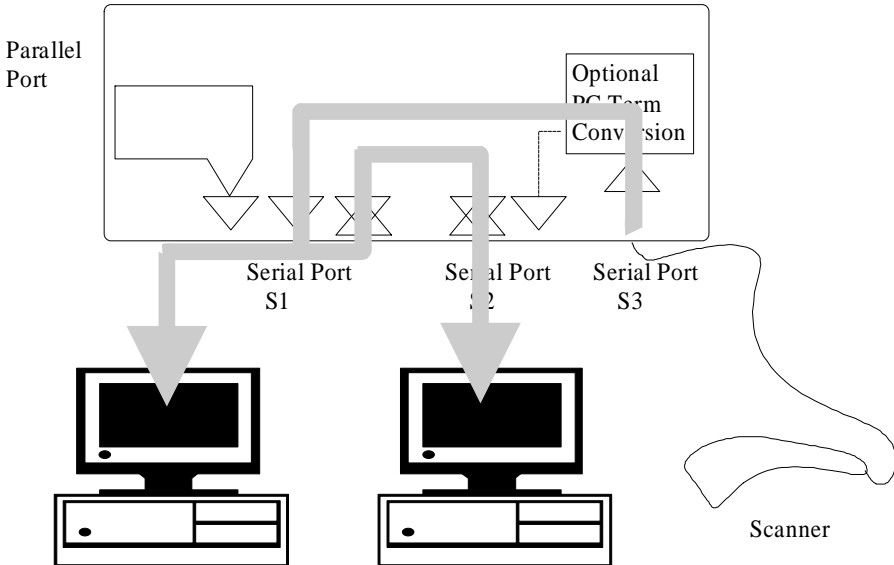 Parallel
Port
Optional
PC Term
Conversion
Serial Port
S1
Serial Port
S2
Serial Port
S3
Scanner